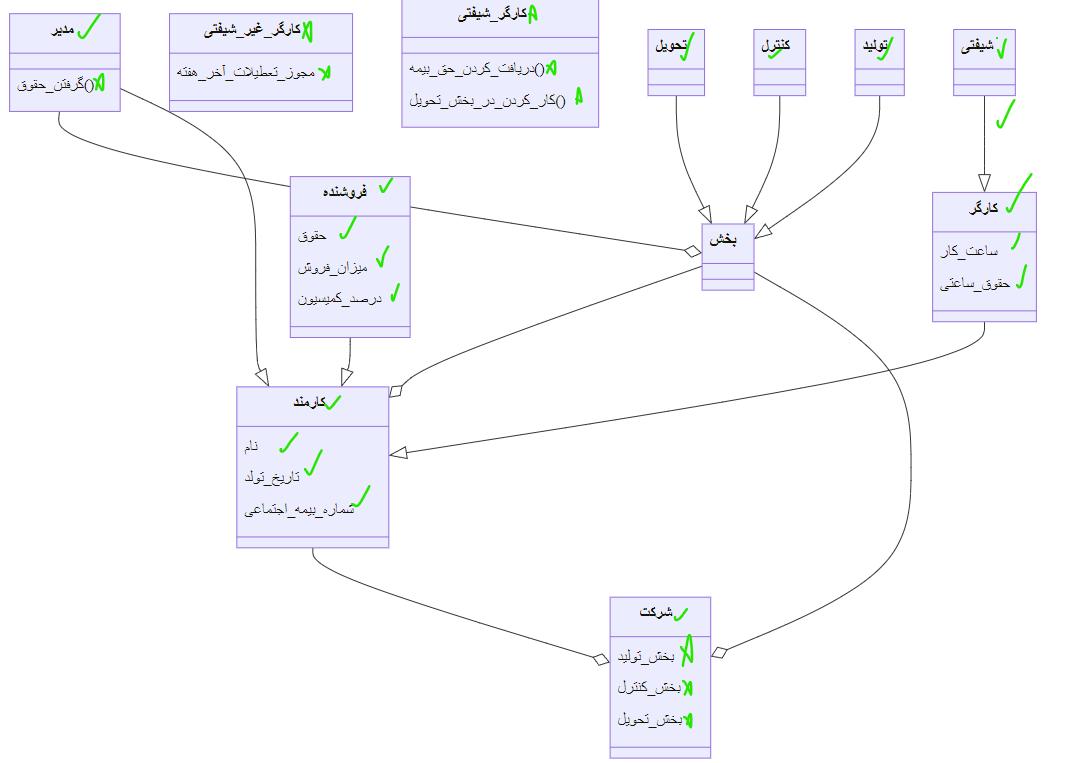 مدیر
گرفتن_حقوق()
کارگر_غیر_شیفتی
مجوز_تعطیلات_آخر_هفته
کارگر_شیفتی
دریافت_کردن_حق_بیمه()
کار_کردن_در_بخش_تحویل()
تحویل
کنترل
تولید
شیفتی
فروشنده
حقوق
میزان_فروش
درصد_کمیسیون
بخش
کارگر
ساعت_کار
حقوق_ساعتی
کارمند
نام
تاریخ_تولد
شماره_بیمه_اجتماعی
شرکت
بخش_تولید
بخش_کنترل
بخش_تحویل